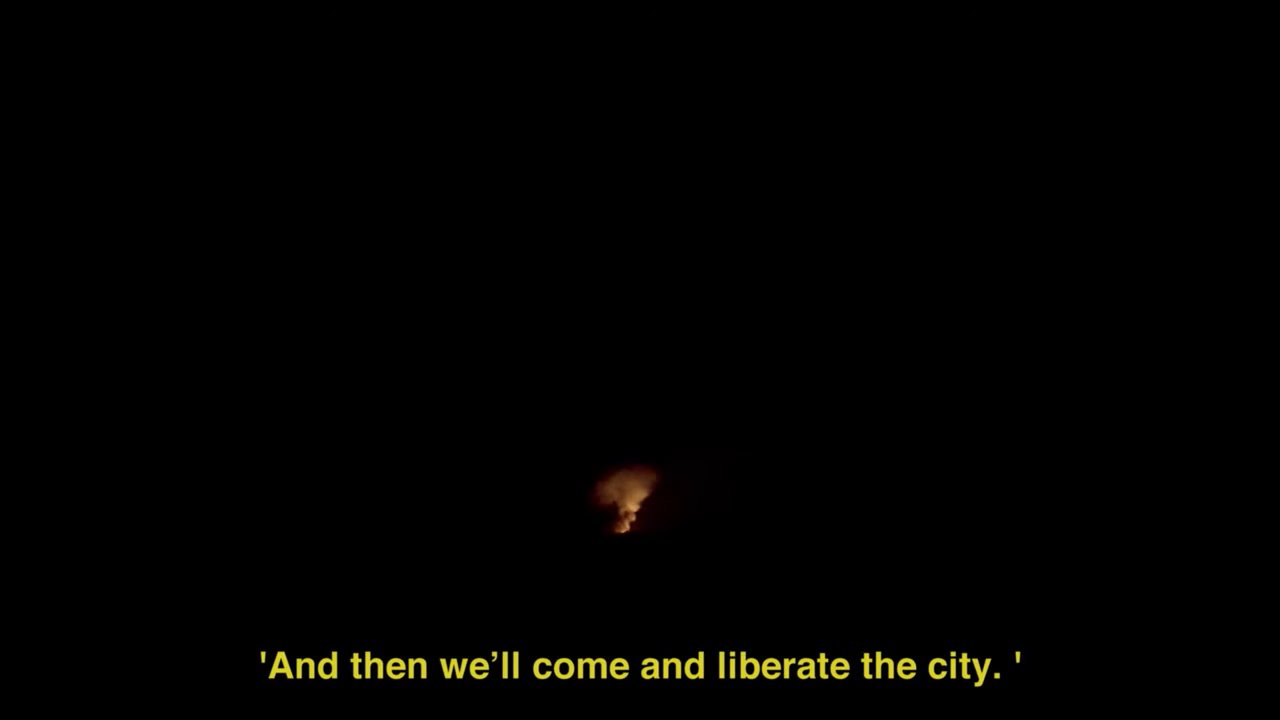 'And then we’ll come and liberate the city. '